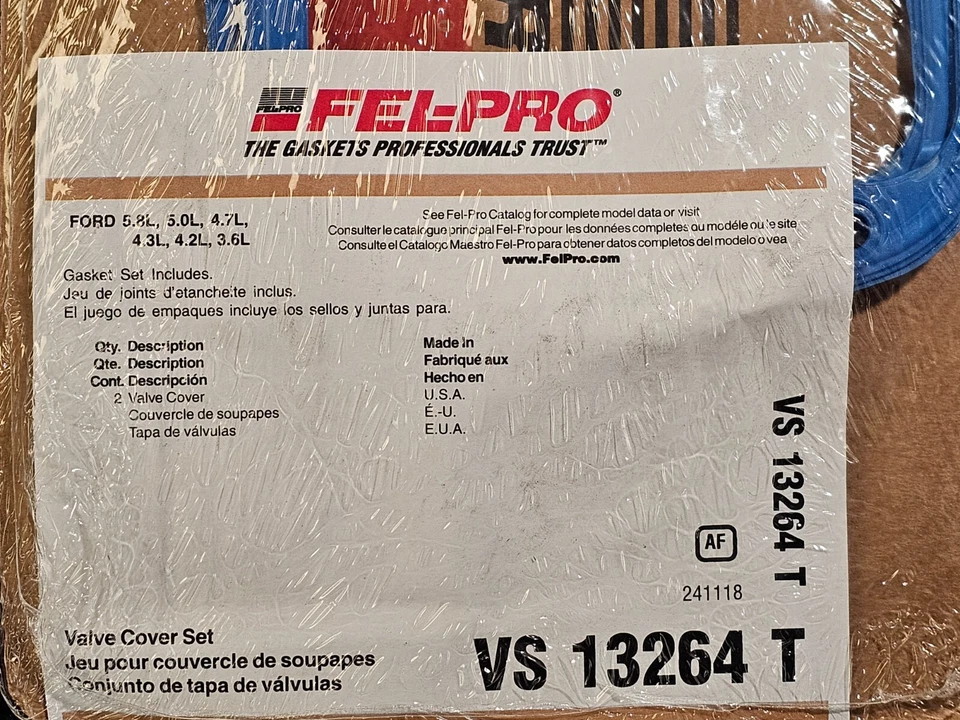 FEL-PRO
FEL-PRO®
THE GASKETS PROFESSIONALS TRUST™
FORD 5.8L, 5.0L, 4.7L,
4.3L, 4.2L, 3.6L
See Fel-Pro Catalog for complete model data or visit
Consulter le catalogue principal Fel-Pro pour les données completes du modéle ou le site
Consulte el Catalogo Maestro Fel-Pro para obtener datos completos del modelo o vea
www.FelPro.com
Gasket Set Includes.
Jeu de joints d'etancheite inclus.
El juego de empaques incluye los sellos y juntas para.
Qty. Description Made in
Qte. Description Fabriqué aux
Cont. Descripción Hecho en
2 Valve Cover U.S.A.
Couvercle de soupapes É.-U.
Tapa de válvulas E.U.A.
VS 13264 T
AF
241118
Valve Cover Set
Jeu pour couvercle de soupapes
Conjunto de tapa de válvulas
VS 13264 T